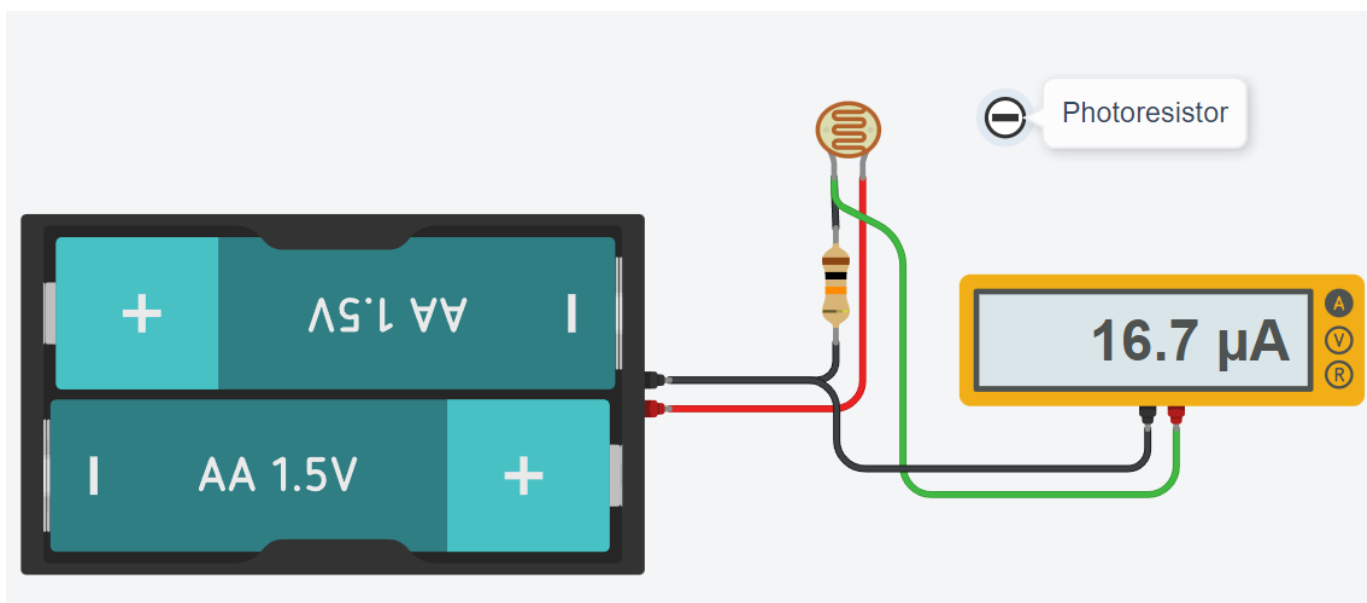 Photoresistor
AA 1.5V
+
-
16.7 µA
A
V
R
- AA 1.5V +